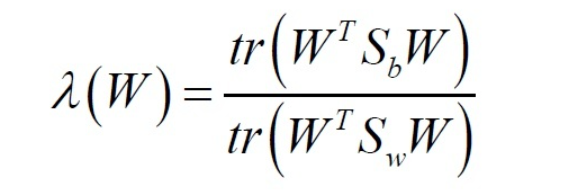 λ(W) = tr(W^T S_b W) / tr(W^T S_w W)